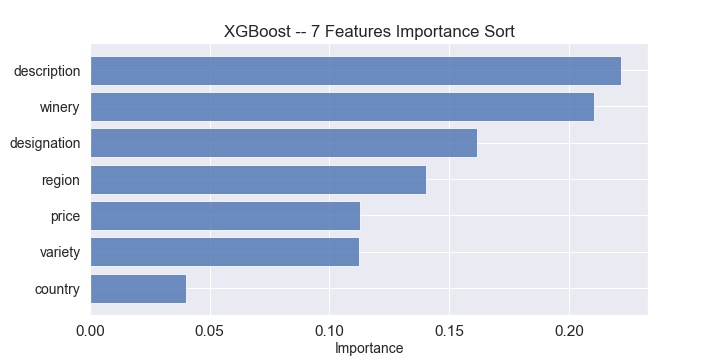 XGBoost -- 7 Features Importance Sort
description
winery
designation
region
price
variety
country
0.00 0.05 0.10 0.15 0.20
Importance